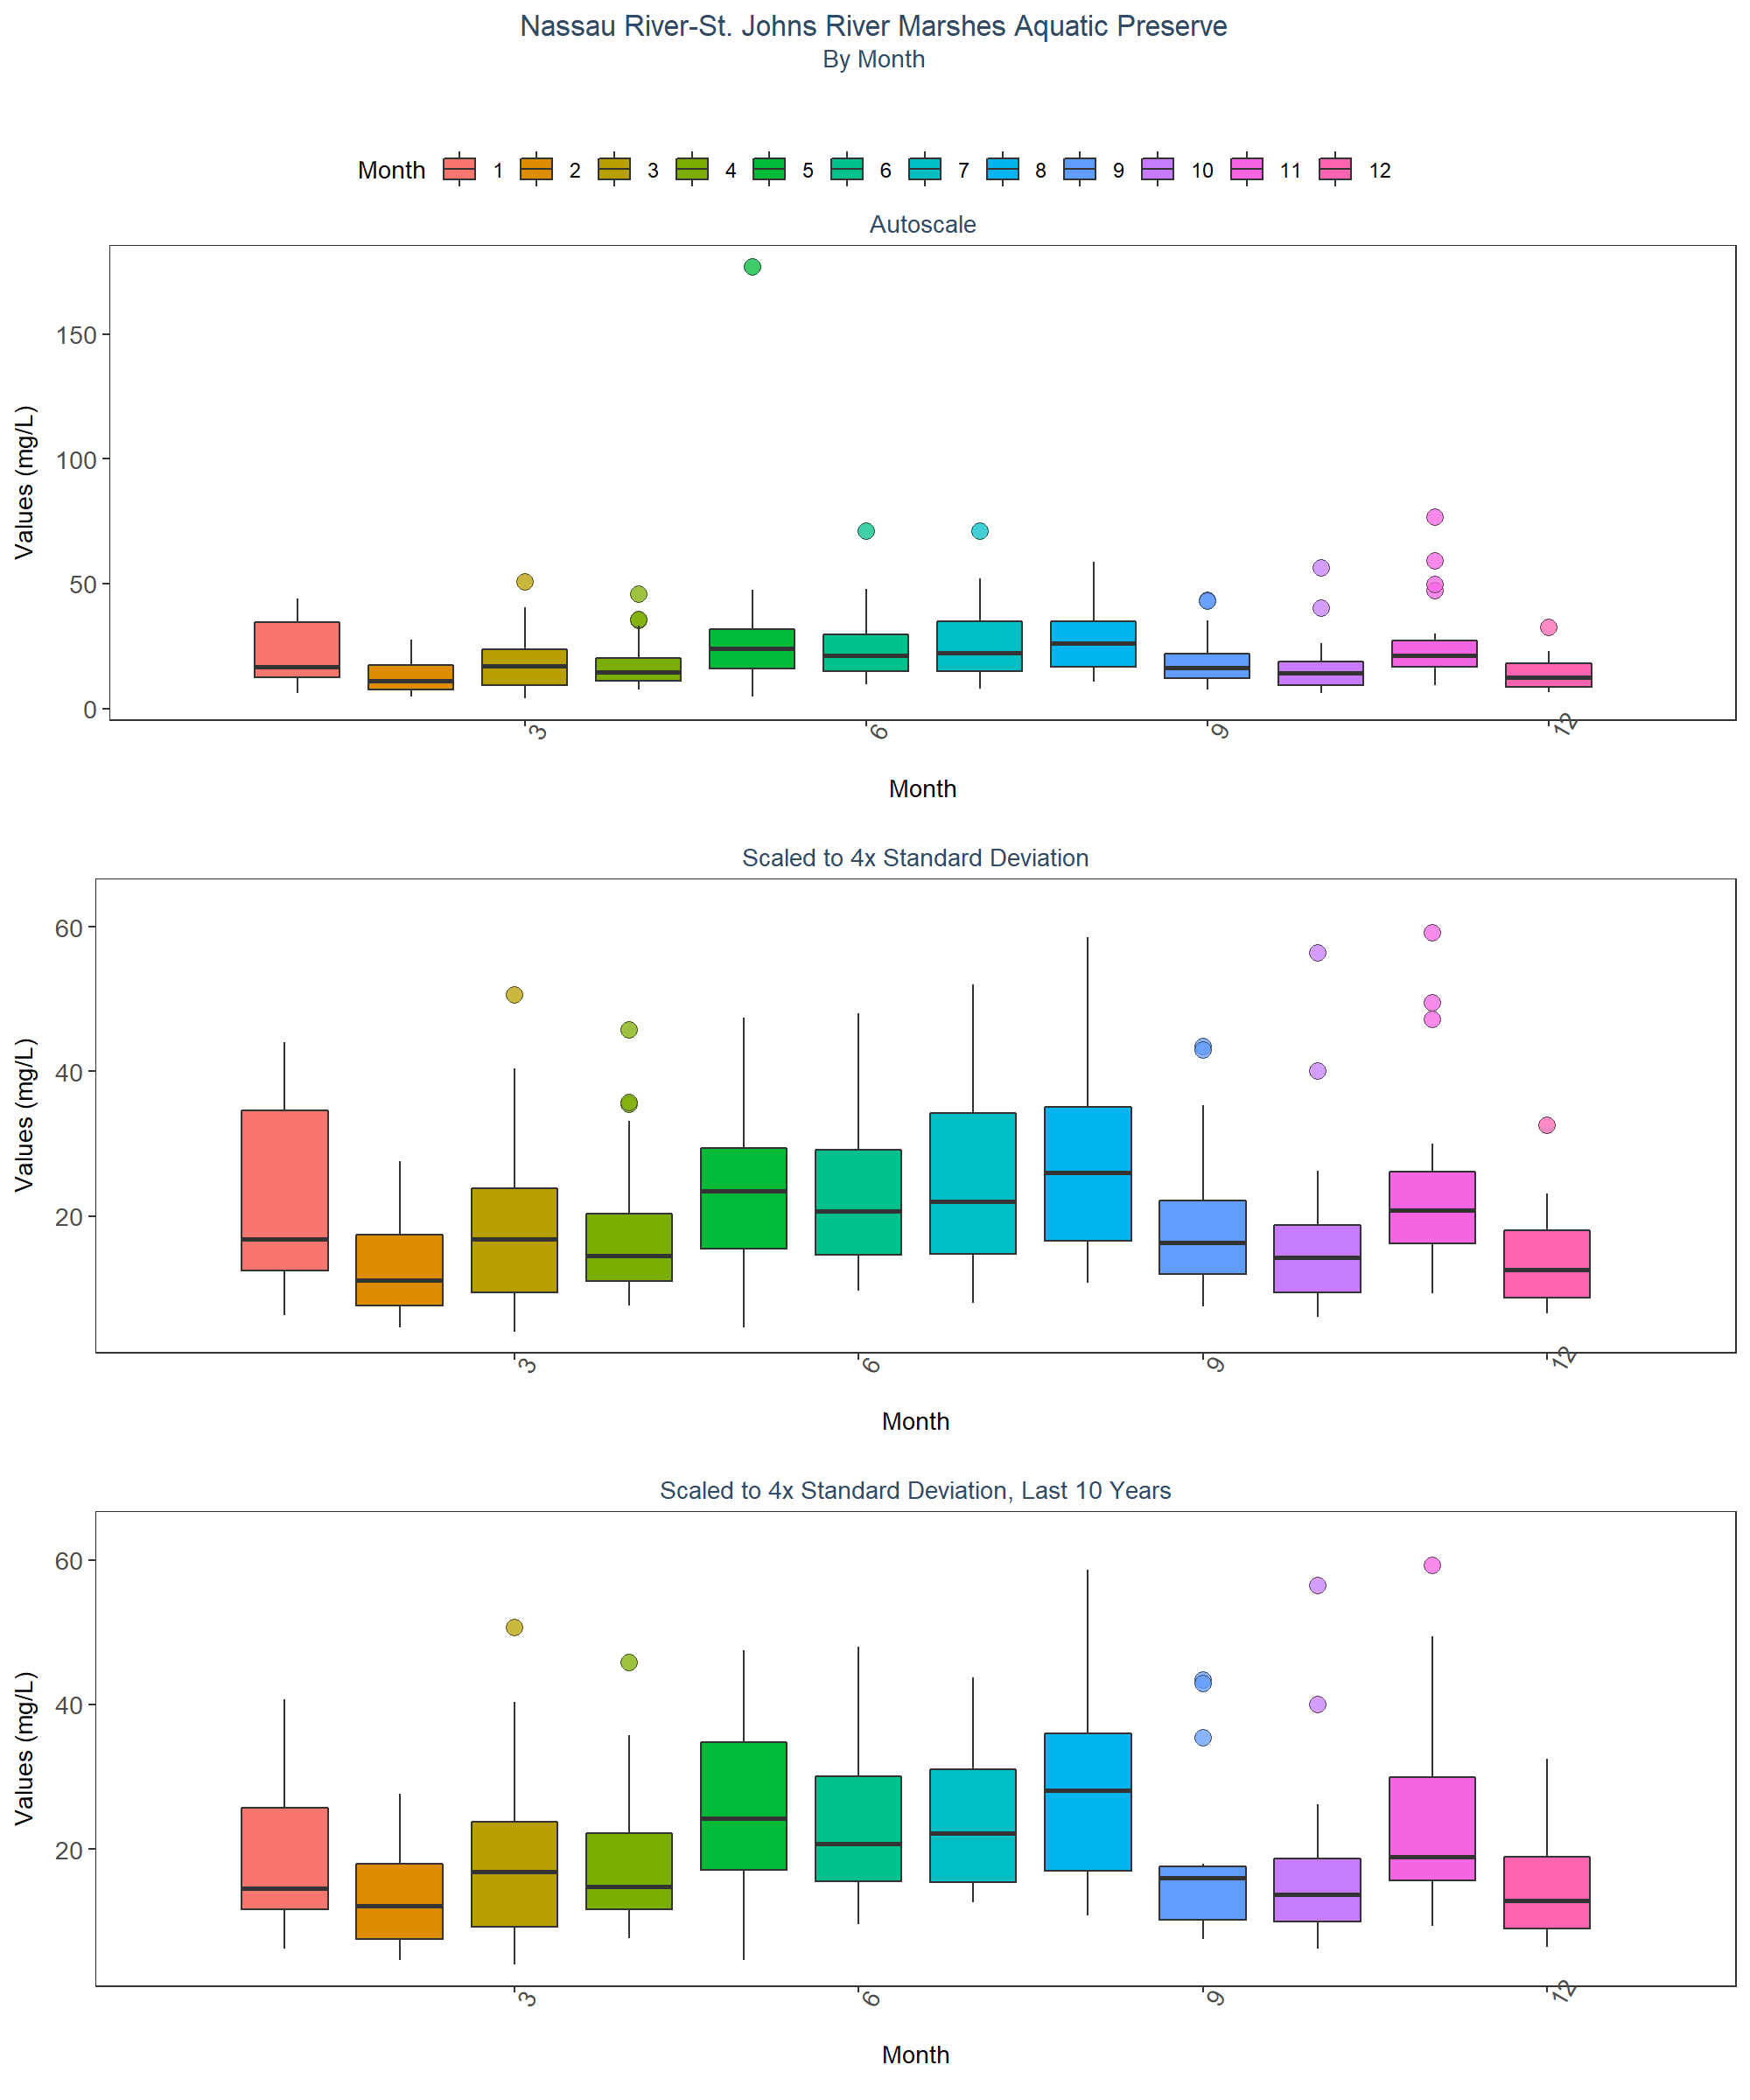 Nassau River-St. Johns River Marshes Aquatic Preserve
By Month
Month 1 2 3 4 5 6 7 8 9 10 11 12
Autoscale
Values (mg/L)
150
100
50
0
3 6 9 12
Month
Scaled to 4x Standard Deviation
Values (mg/L)
60
40
20
3 6 9 12
Month
Scaled to 4x Standard Deviation, Last 10 Years
Values (mg/L)
60
40
20
3 6 9 12
Month